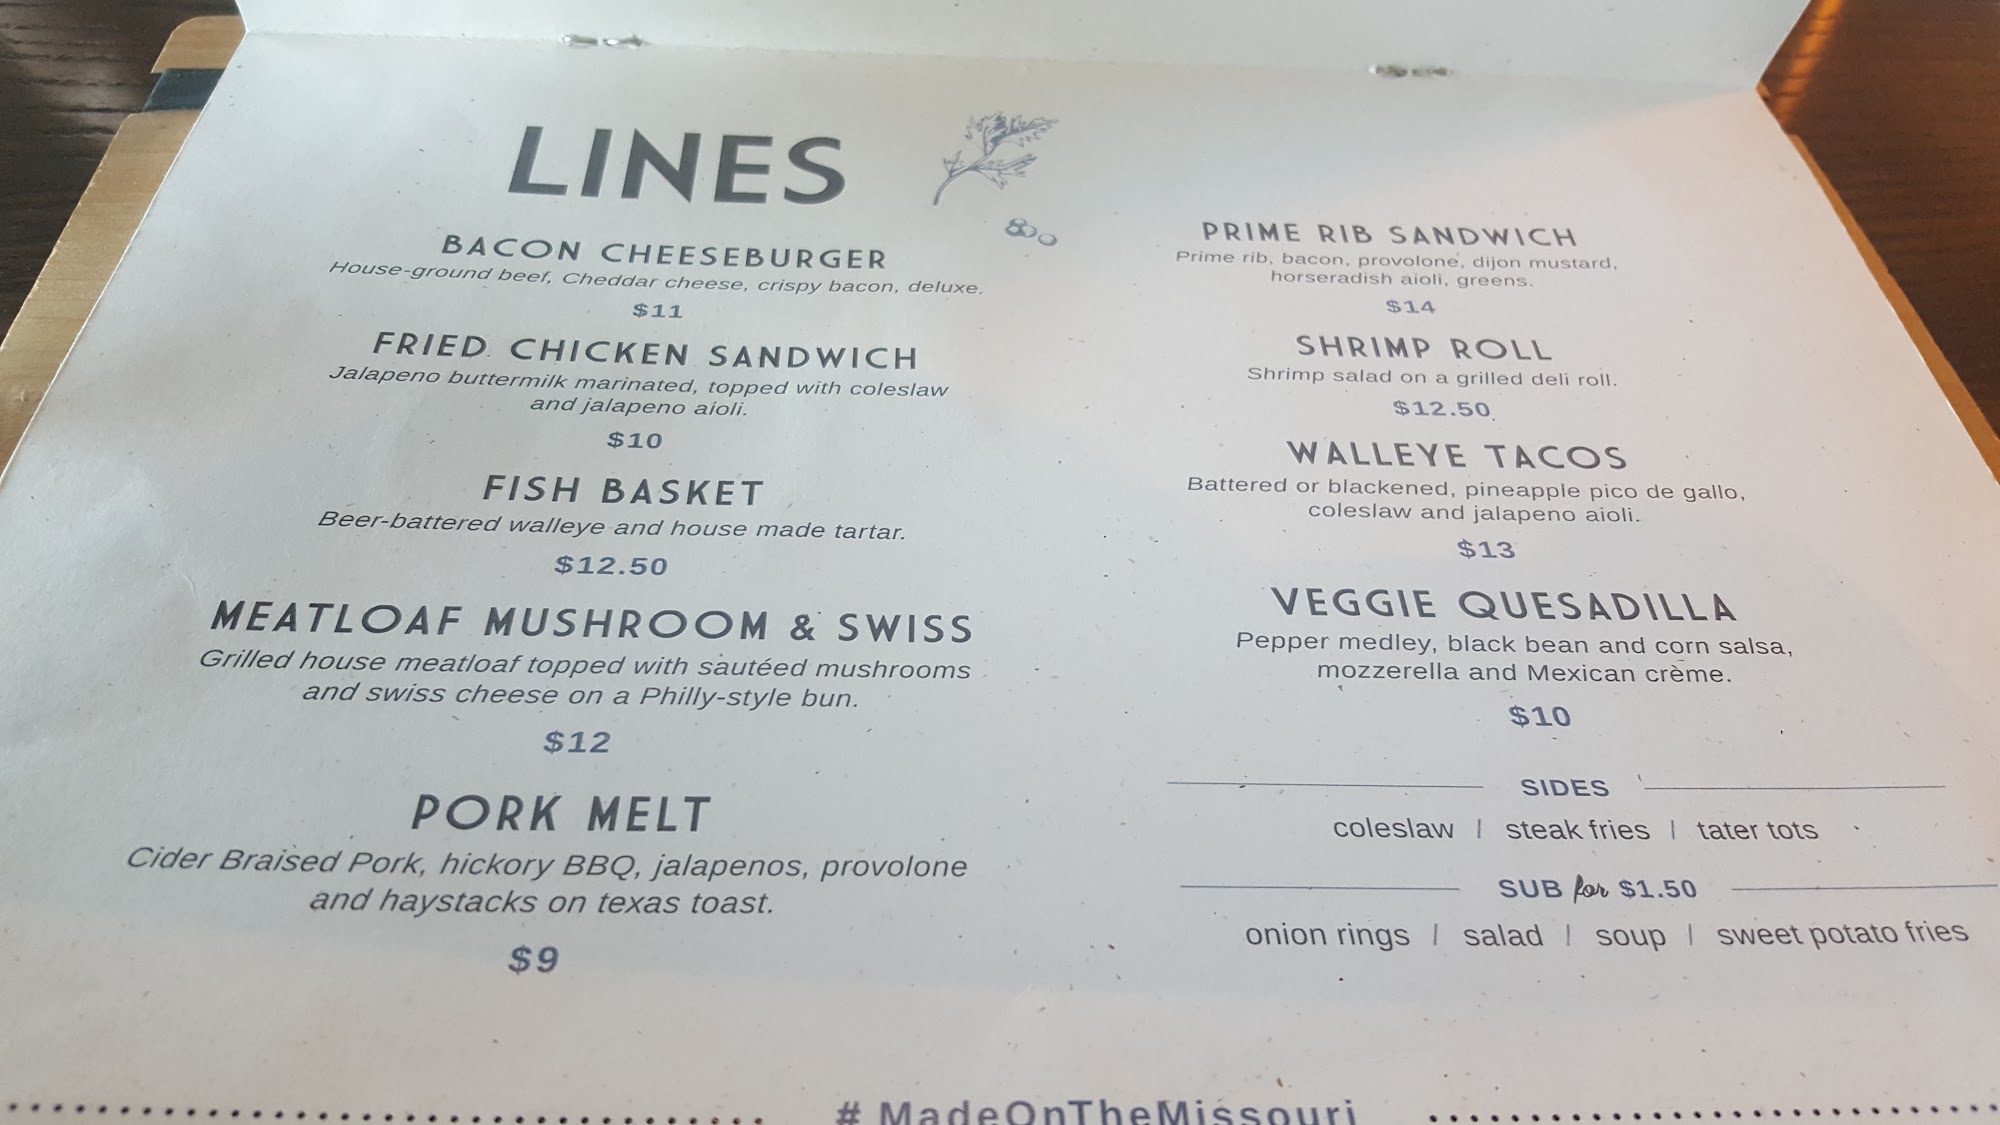 LINES
BACON CHEESEBURGER
House-ground beef, Cheddar cheese, crispy bacon, deluxe.
$11
FRIED CHICKEN SANDWICH
Jalapeno buttermilk marinated, topped with coleslaw
and jalapeno aioli.
$10
FISH BASKET
Beer-battered walleye and house made tartar.
$12.50
MEATLOAF MUSHROOM & SWISS
Grilled house meatloaf topped with sautéed mushrooms
and swiss cheese on a Philly-style bun.
$12
PORK MELT
Cider Braised Pork, hickory BBQ, jalapenos, provolone
and haystacks on texas toast.
$9
PRIME RIB SANDWICH
Prime rib, bacon, provolone, dijon mustard,
horseradish aioli, greens.
$14
SHRIMP ROLL
Shrimp salad on a grilled deli roll.
$12.50
WALLEYE TACOS
Battered or blackened, pineapple pico de gallo,
coleslaw and jalapeno aioli.
$13
VEGGIE QUESADILLA
Pepper medley, black bean and corn salsa,
mozzerella and Mexican crème.
$10
SIDES
coleslaw / steak fries / tater tots
SUB for $1.50
onion rings / salad / soup / sweet potato fries
# MadeOnTheMissouri